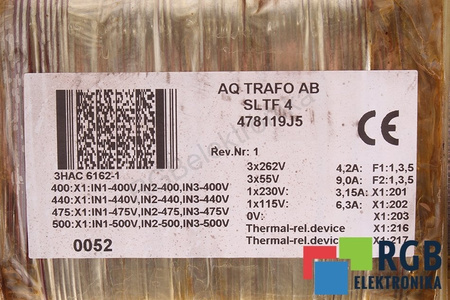 AQ TRAFO AB
SLTF 4
478119J5
CE
Rev.Nr: 1
3HAC 6162-1
400:X1:IN1-400V,IN2-400,IN3-400V
440:X1:IN1-440V,IN2-440,IN3-440V
475:X1:IN1-475V,IN2-475,IN3-475V
500:X1:IN1-500V,IN2-500,IN3-500V
0052
3x262V 4,2A: F1:1,3,5
3x55V 9,0A: F2:1,3,5
1x230V: 3,15A: X1:201
1x115V: 6,3A: X1:202
0V: X1:203
Thermal-rel.device X1:216
Thermal-rel.device X1:217
RGB
ELEKTRONIKA